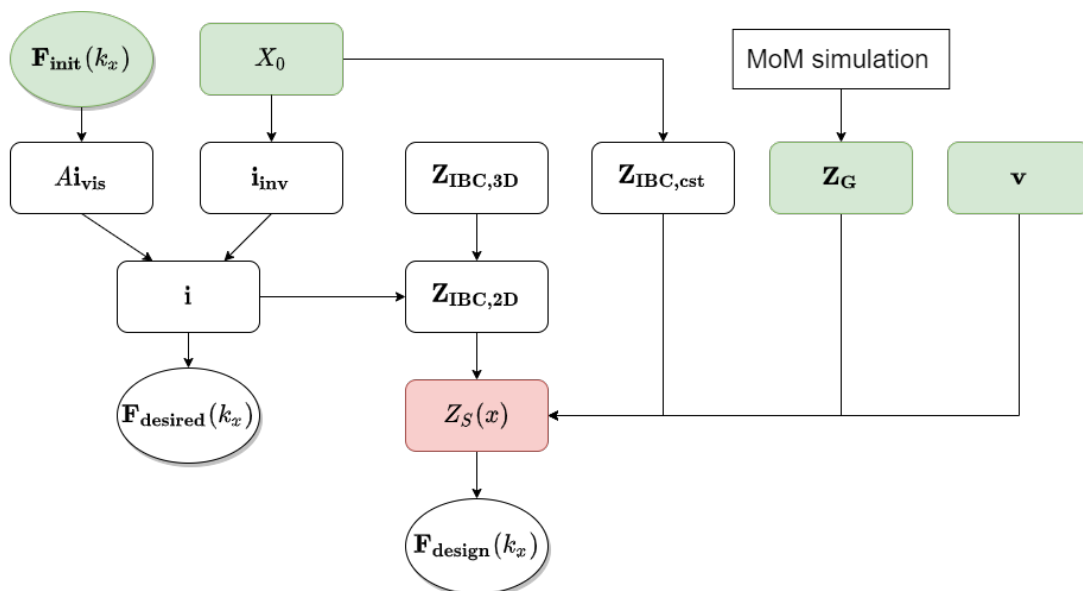 F_init(k_x)
X_0
MoM simulation
Ai_vis
i_inv
Z_IBC,3D
Z_IBC,cst
Z_G
v
i
Z_IBC,2D
F_desired(k_x)
Z_S(x)
F_design(k_x)